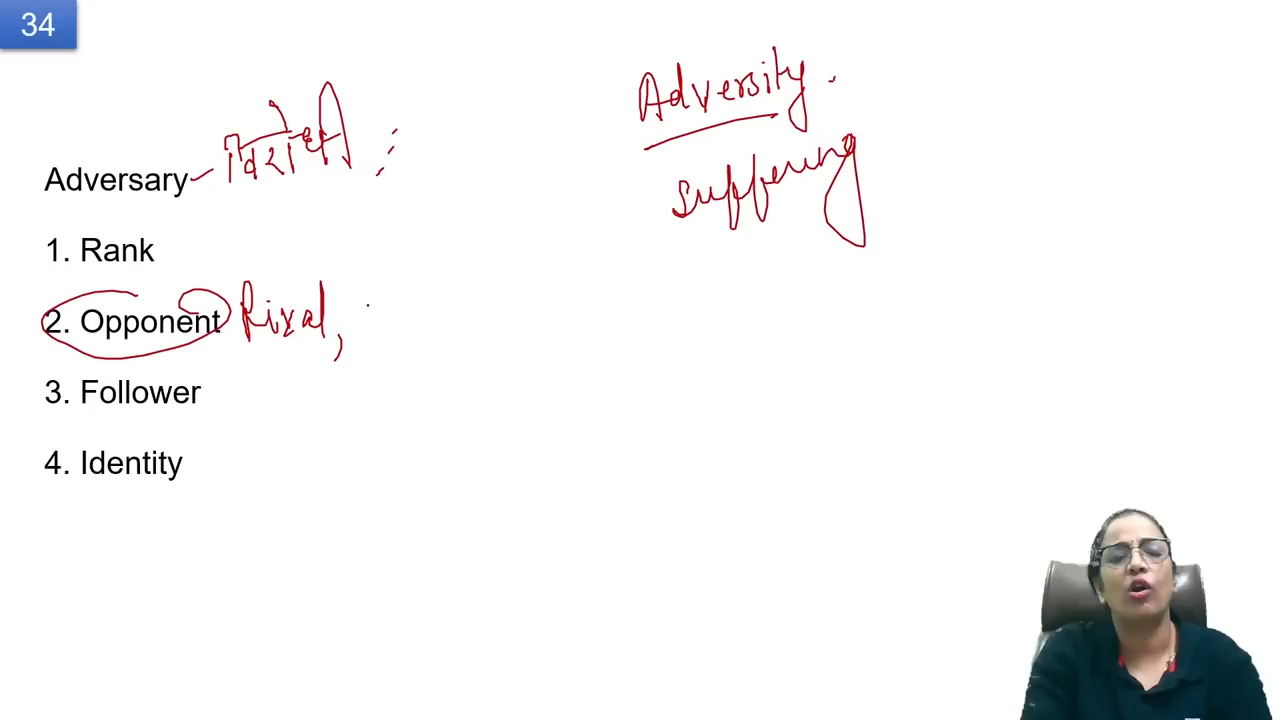 34
Adversity.
Adversary विरोधी
suffering
1. Rank
2. Opponent Rival,
3. Follower
4. Identity